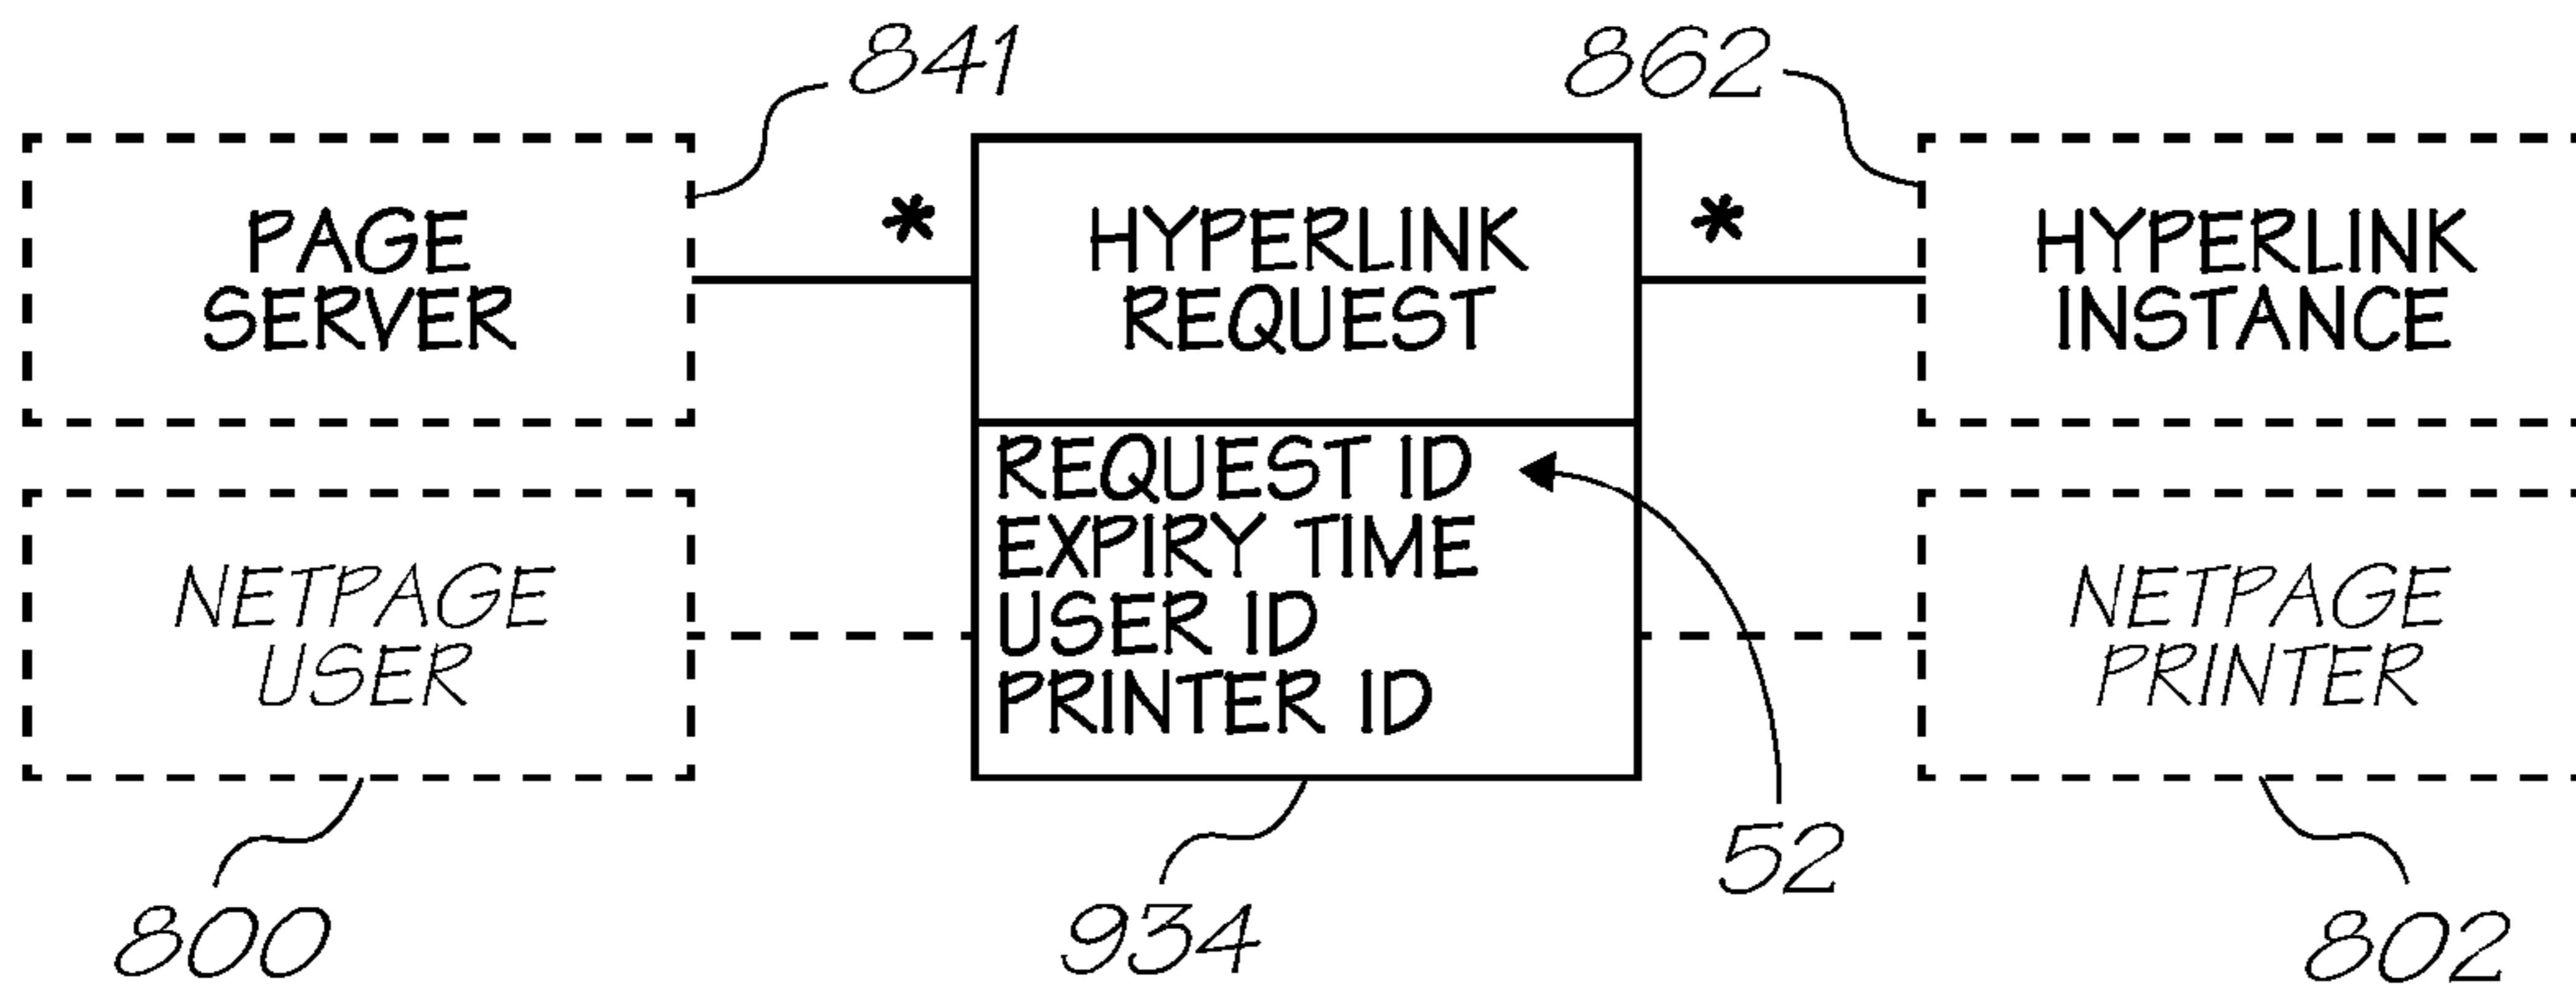 841
862
PAGE
SERVER
*
HYPERLINK
REQUEST
*
HYPERLINK
INSTANCE
REQUEST ID
EXPIRY TIME
USER ID
PRINTER ID
NETPAGE
USER
NETPAGE
PRINTER
52
800
934
802